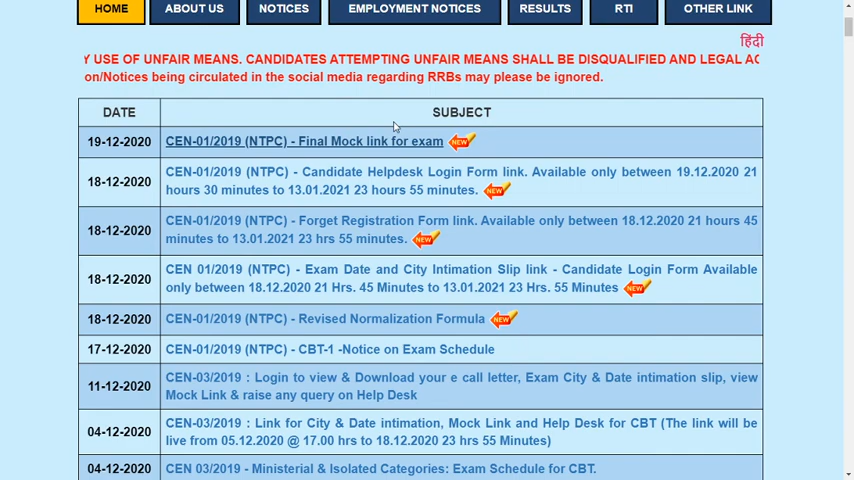 HOME ABOUT US NOTICES EMPLOYMENT NOTICES RESULTS RTI OTHER LINK
हिंदी
Y USE OF UNFAIR MEANS. CANDIDATES ATTEMPTING UNFAIR MEANS SHALL BE DISQUALIFIED AND LEGAL AC
on/Notices being circulated in the social media regarding RRBs may please be ignored.
DATE SUBJECT
19-12-2020 CEN-01/2019 (NTPC) - Final Mock link for exam NEW
CEN-01/2019 (NTPC) - Candidate Helpdesk Login Form link. Available only between 19.12.2020 21
18-12-2020 hours 30 minutes to 13.01.2021 23 hours 55 minutes. NEW
CEN-01/2019 (NTPC) - Forget Registration Form link. Available only between 18.12.2020 21 hours 45
18-12-2020 minutes to 13.01.2021 23 hrs 55 minutes. NEW
CEN 01/2019 (NTPC) - Exam Date and City Intimation Slip link - Candidate Login Form Available
18-12-2020 only between 18.12.2020 21 Hrs. 45 Minutes to 13.01.2021 23 Hrs. 55 Minutes NEW
18-12-2020 CEN-01/2019 (NTPC) - Revised Normalization Formula NEW
17-12-2020 CEN-01/2019 (NTPC) - CBT-1 -Notice on Exam Schedule
CEN-03/2019 : Login to view & Download your e call letter, Exam City & Date intimation slip, view
11-12-2020 Mock Link & raise any query on Help Desk
CEN-03/2019 : Link for City & Date intimation, Mock Link and Help Desk for CBT (The link will be
04-12-2020 live from 05.12.2020 @ 17.00 hrs to 18.12.2020 23 hrs 55 Minutes)
04-12-2020 CEN 03/2019 - Ministerial & Isolated Categories: Exam Schedule for CBT.